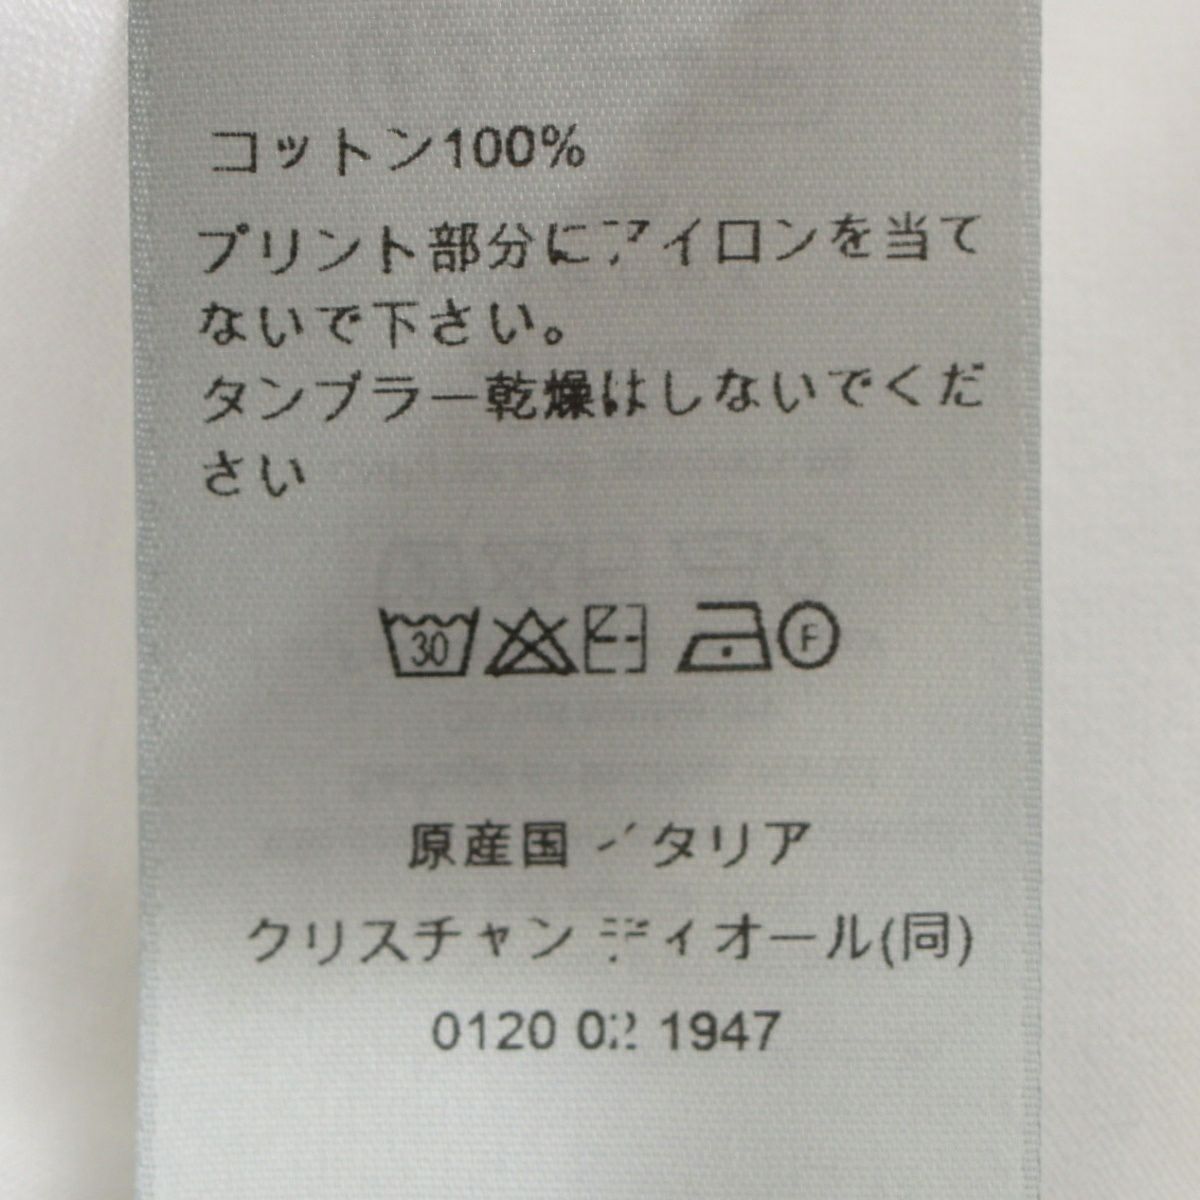 コットン100%
プリント部分にアイロンを当て
ないで下さい。
タンブラー乾燥はしないでくだ
さい
30 F
原産国 イタリア
クリスチャン ディオール(同)
0120 02 1947